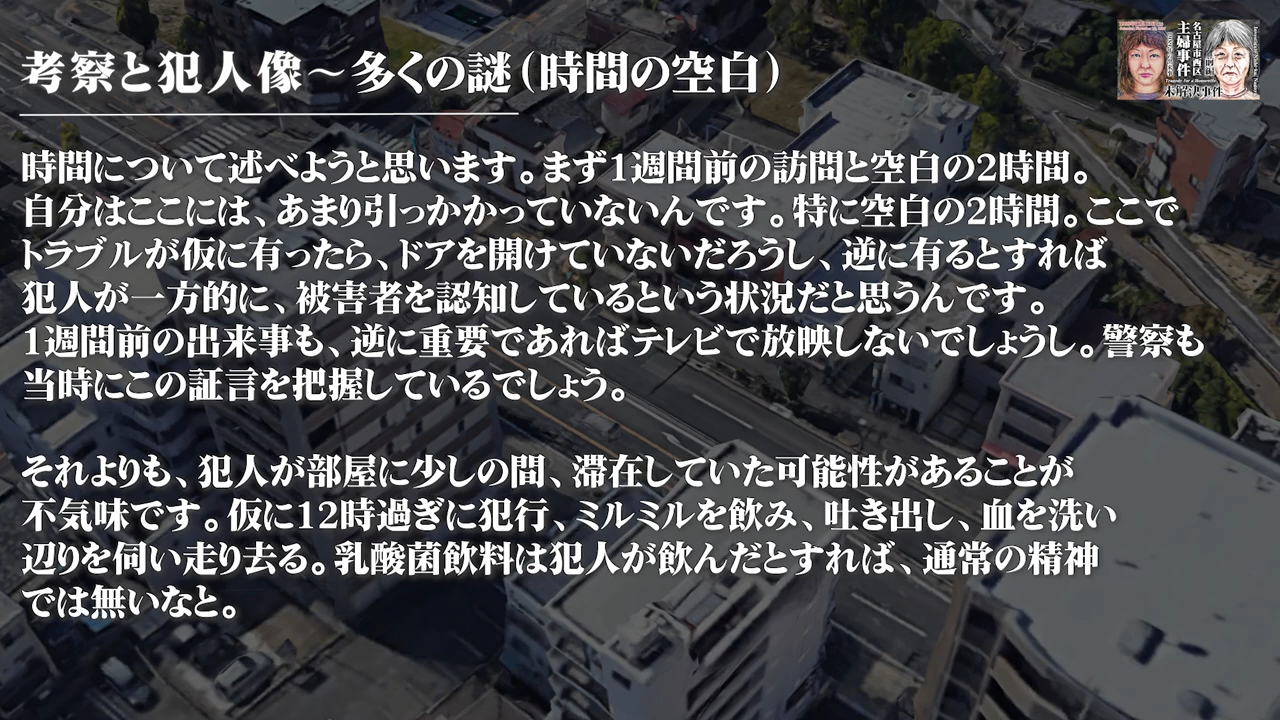 考察と犯人像～多くの謎（時間の空白）
主婦事件
名古屋市西区
未解決事件
時間について述べようと思います。まず1週間前の訪問と空白の2時間。
自分はここには、あまり引っかかっていないんです。特に空白の2時間。ここで
トラブルが仮に有ったら、ドアを開けていないだろうし、逆に有るとすれば
犯人が一方的に、被害者を認知しているという状況だと思うんです。
1週間前の出来事も、逆に重要であればテレビで放映しないでしょうし。警察も
当時にこの証言を把握しているでしょう。
それよりも、犯人が部屋に少しの間、滞在していた可能性があることが
不気味です。仮に12時過ぎに犯行、ミルミルを飲み、吐き出し、血を洗い
辺りを伺い走り去る。乳酸菌飲料は犯人が飲んだとすれば、通常の精神
では無いなと。